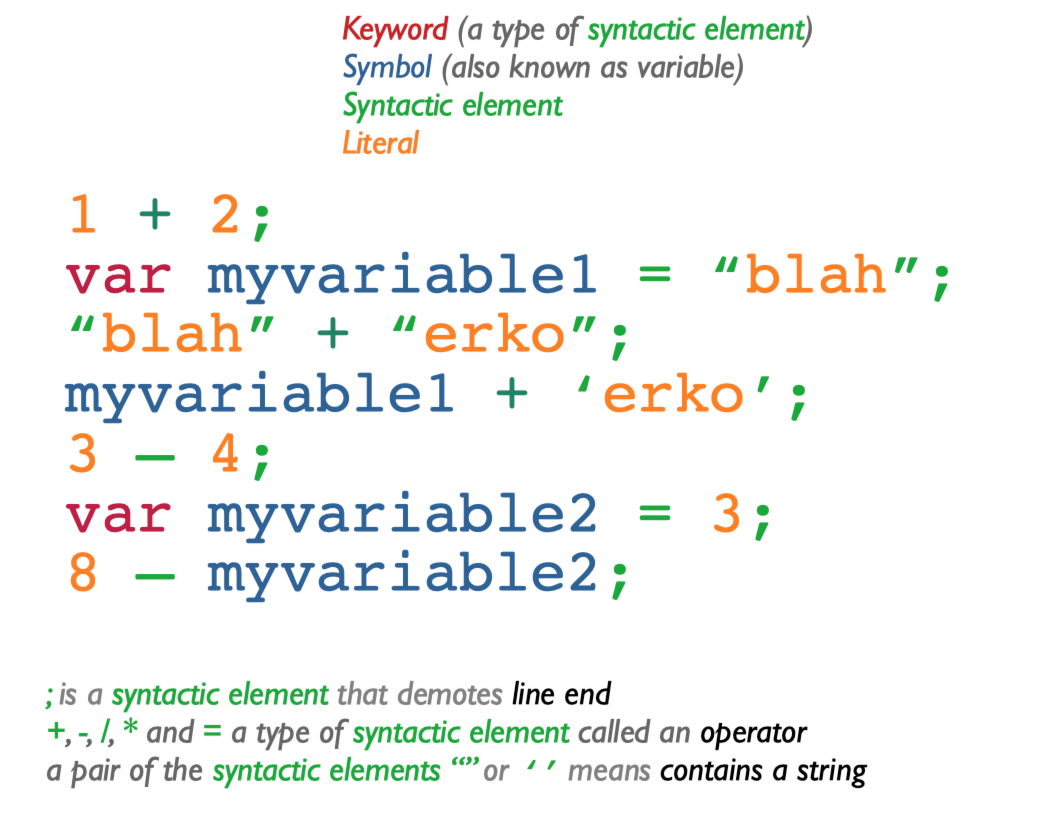 Keyword (a type of syntactic element)
Symbol (also known as variable)
Syntactic element
Literal
1 + 2;
var myvariable1 = “blah”;
“blah” + “erko”;
myvariable1 + ‘erko’;
3 – 4;
var myvariable2 = 3;
8 – myvariable2;
; is a syntactic element that demotes line end
+, -, /, * and = a type of syntactic element called an operator
a pair of the syntactic elements “” or ‘ ’ means contains a string